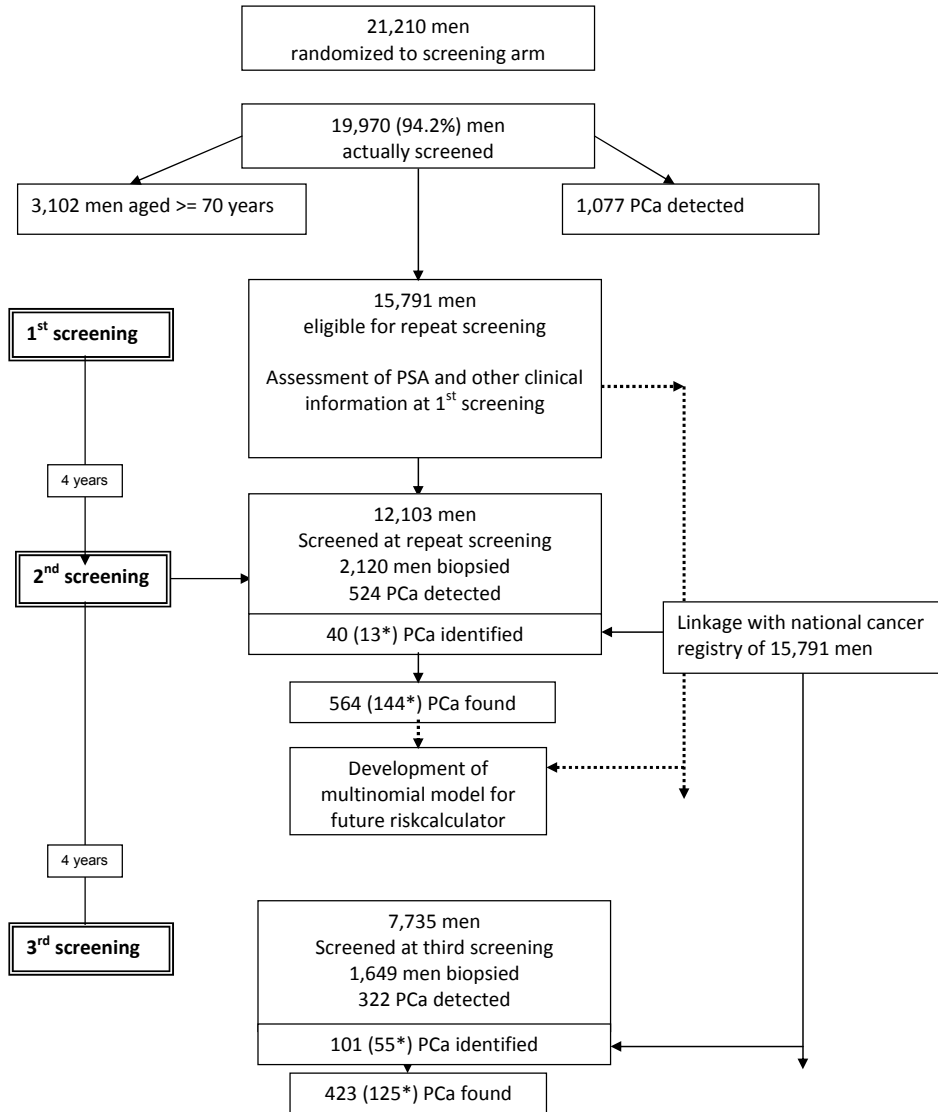 21,210 men
randomized to screening arm
19,970 (94.2%) men
actually screened
3,102 men aged >= 70 years
1,077 PCa detected
15,791 men
eligible for repeat screening
Assessment of PSA and other clinical
information at 1st screening
1st screening
4 years
12,103 men
Screened at repeat screening
2,120 men biopsied
524 PCa detected
2nd screening
40 (13*) PCa identified
Linkage with national cancer
registry of 15,791 men
564 (144*) PCa found
Development of
multinomial model for
future riskcalculator
4 years
3rd screening
7,735 men
Screened at third screening
1,649 men biopsied
322 PCa detected
101 (55*) PCa identified
423 (125*) PCa found